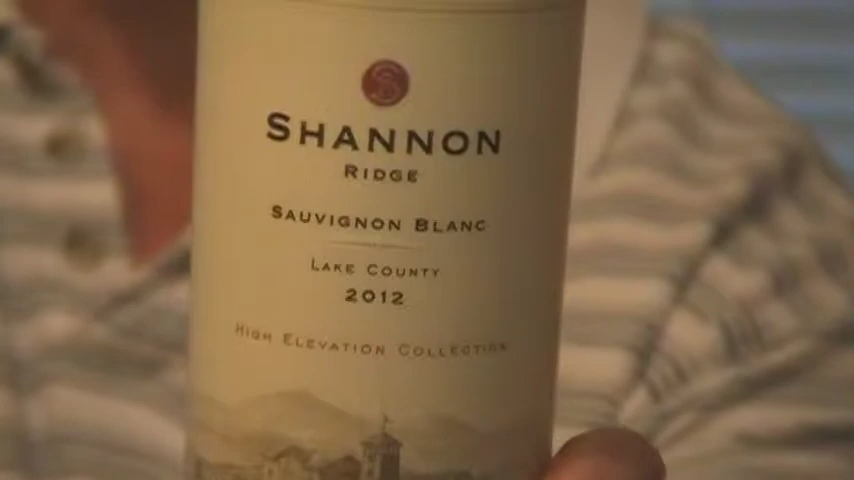 S
SHANNON
RIDGE
SAUVIGNON BLANC
LAKE COUNTY
2012
HIGH ELEVATION COLLECTION